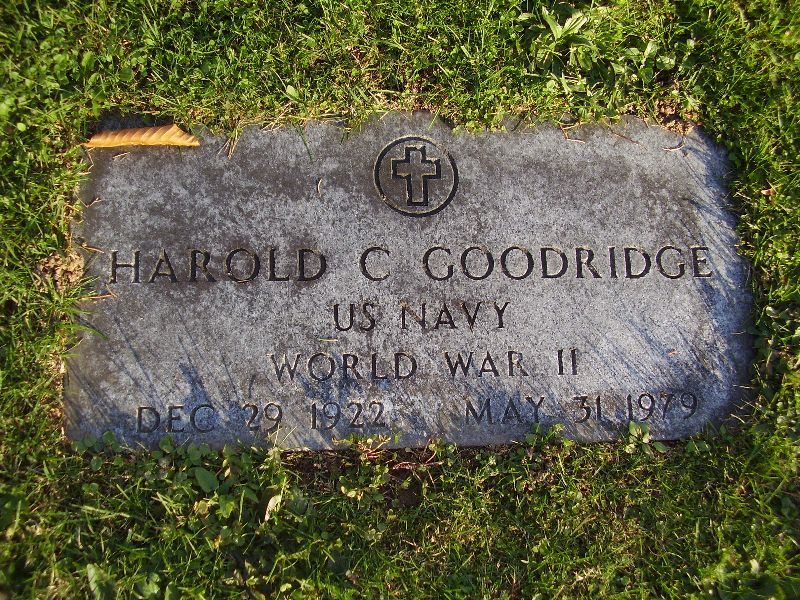 HAROLD C GOODRIDGE
US NAVY
WORLD WAR II
DEC 29 1922 MAY 31 1979